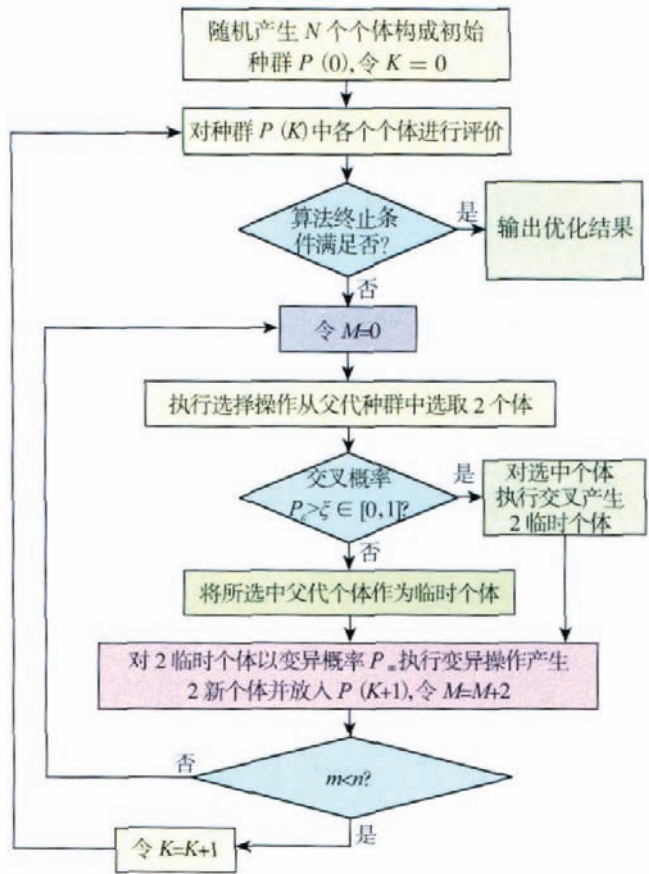 随机产生 N 个个体构成初始
种群 P (0),令 K = 0
对种群 P (K)中各个个体进行评价
算法终止条
件满足否?
是
输出优化结果
否
令 M=0
执行选择操作从父代种群中选取 2 个体
交叉概率
Pc>ξ∈[0,1]?
是
对选中个体
执行交叉产生
2 临时个体
否
将所选中父代个体作为临时个体
对 2 临时个体以变异概率 P∞执行变异操作产生
2 新个体并放入 P (K+1),令 M=M+2
否
m<n?
是
令 K=K+1